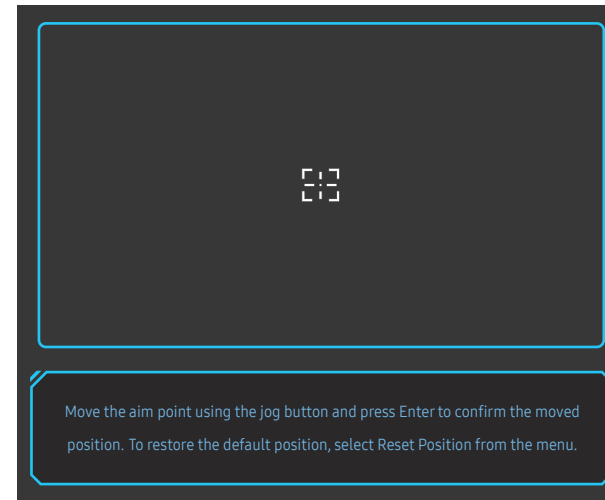 Move the aim point using the jog button and press Enter to confirm the moved
position. To restore the default position, select Reset Position from the menu.